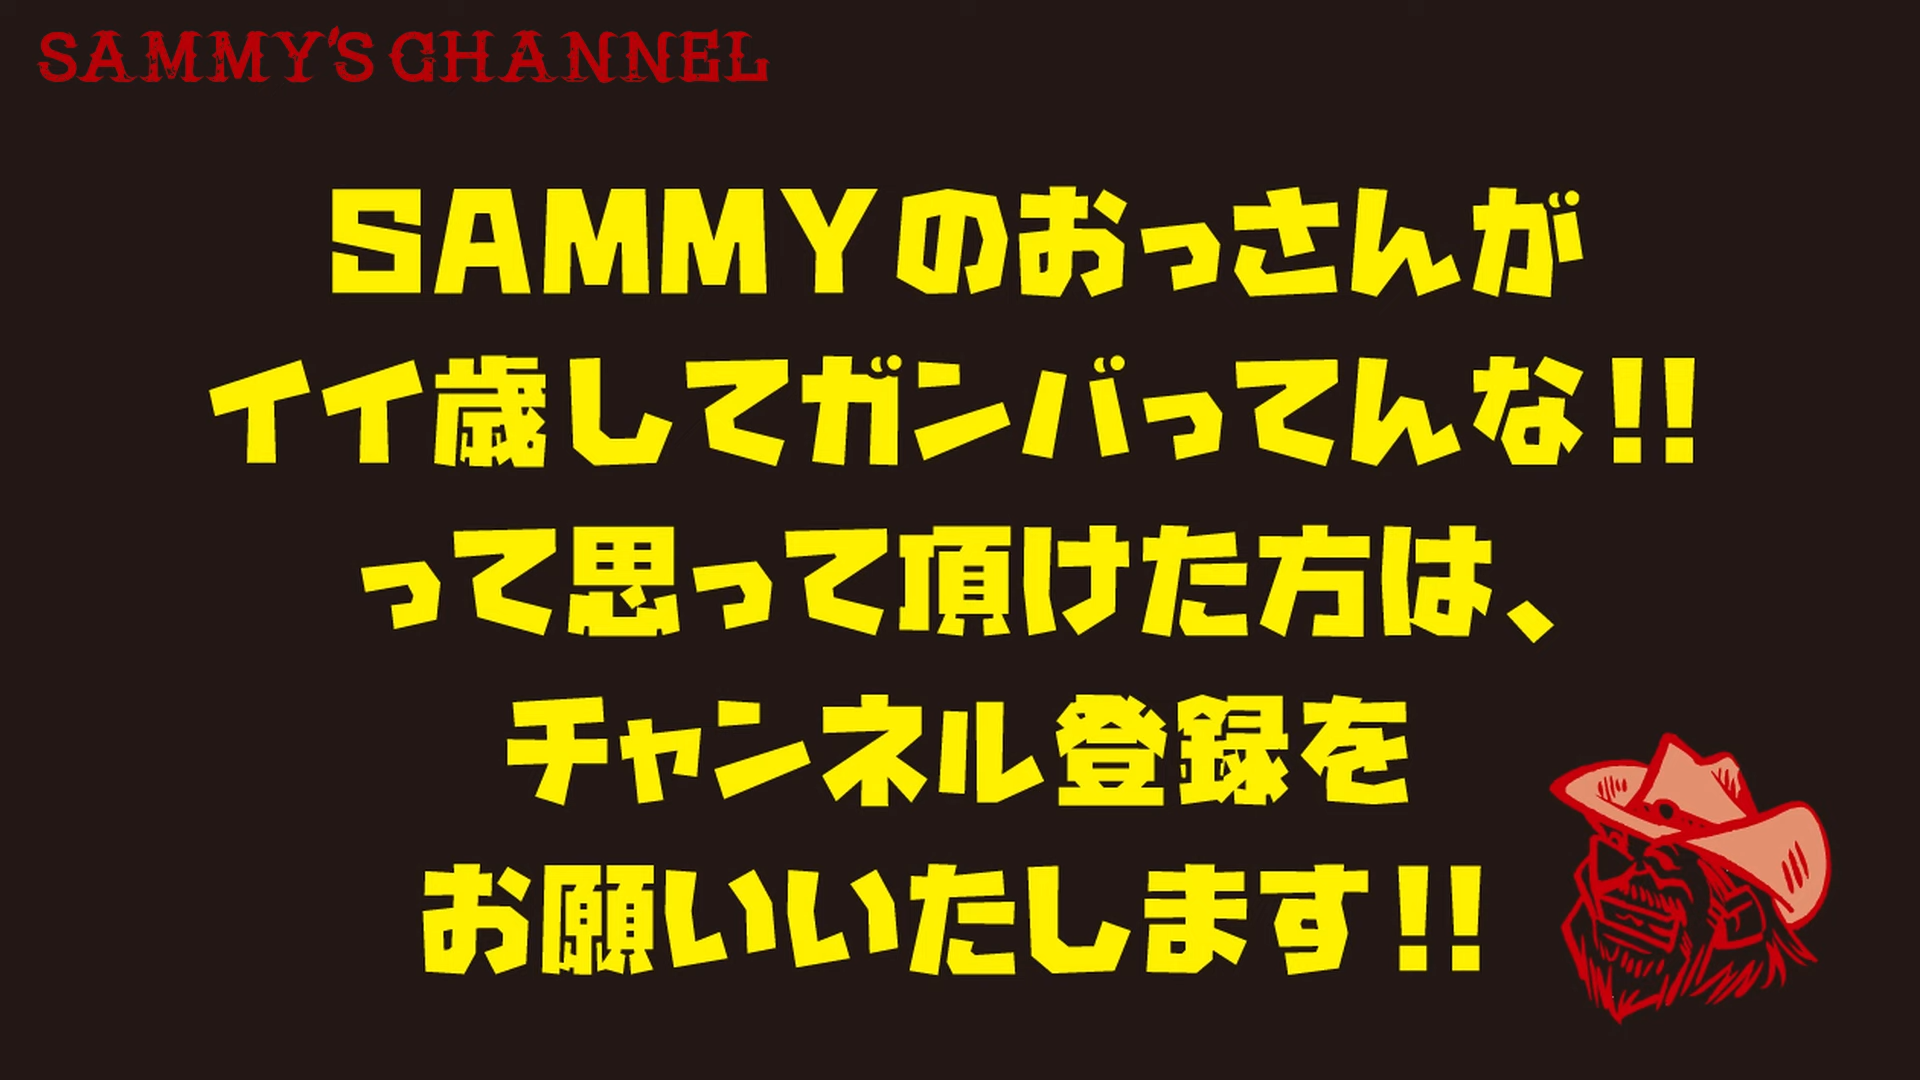 SAMMY'S CHANNEL
SAMMYのおっさんが
イイ歳してガンバってんな!!
って思って頂けた方は、
チャンネル登録を
お願いいたします!!